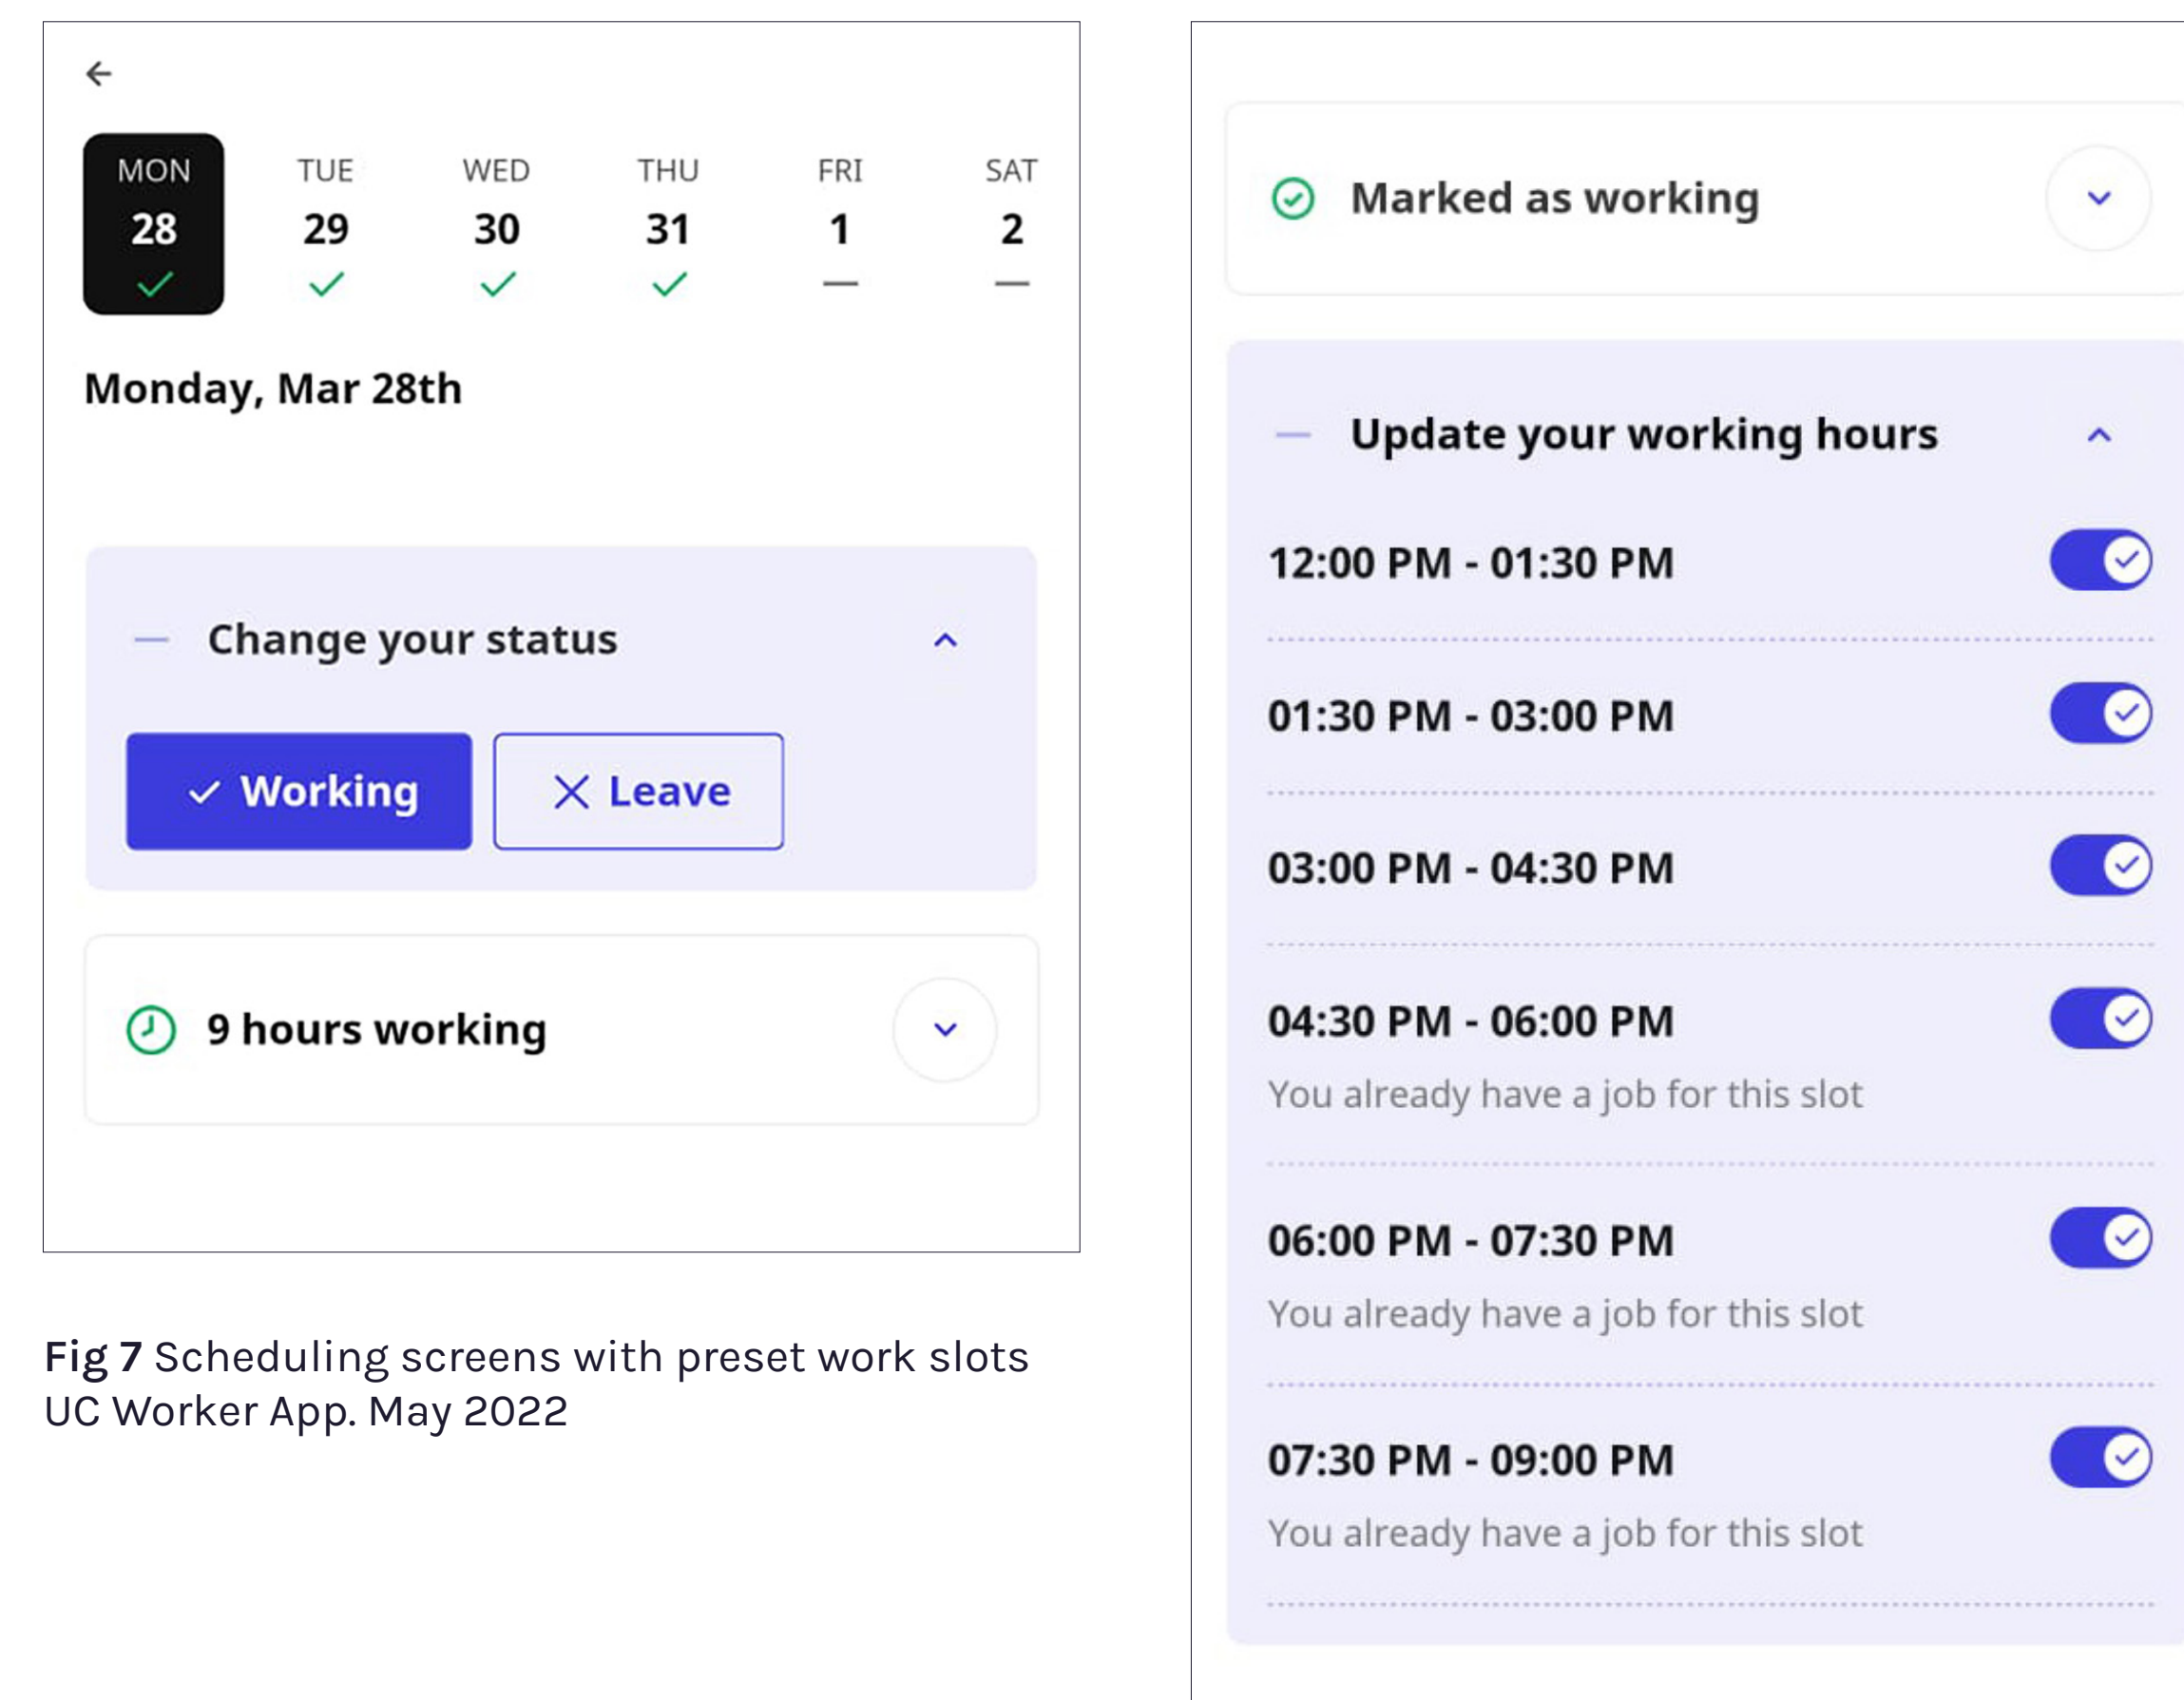 MON TUE WED THU FRI SAT
28 29 30 31 1 2
Monday, Mar 28th
Change your status
Working Leave
9 hours working
Fig 7 Scheduling screens with preset work slots
UC Worker App. May 2022
Marked as working
Update your working hours
12:00 PM - 01:30 PM
01:30 PM - 03:00 PM
03:00 PM - 04:30 PM
04:30 PM - 06:00 PM
You already have a job for this slot
06:00 PM - 07:30 PM
You already have a job for this slot
07:30 PM - 09:00 PM
You already have a job for this slot